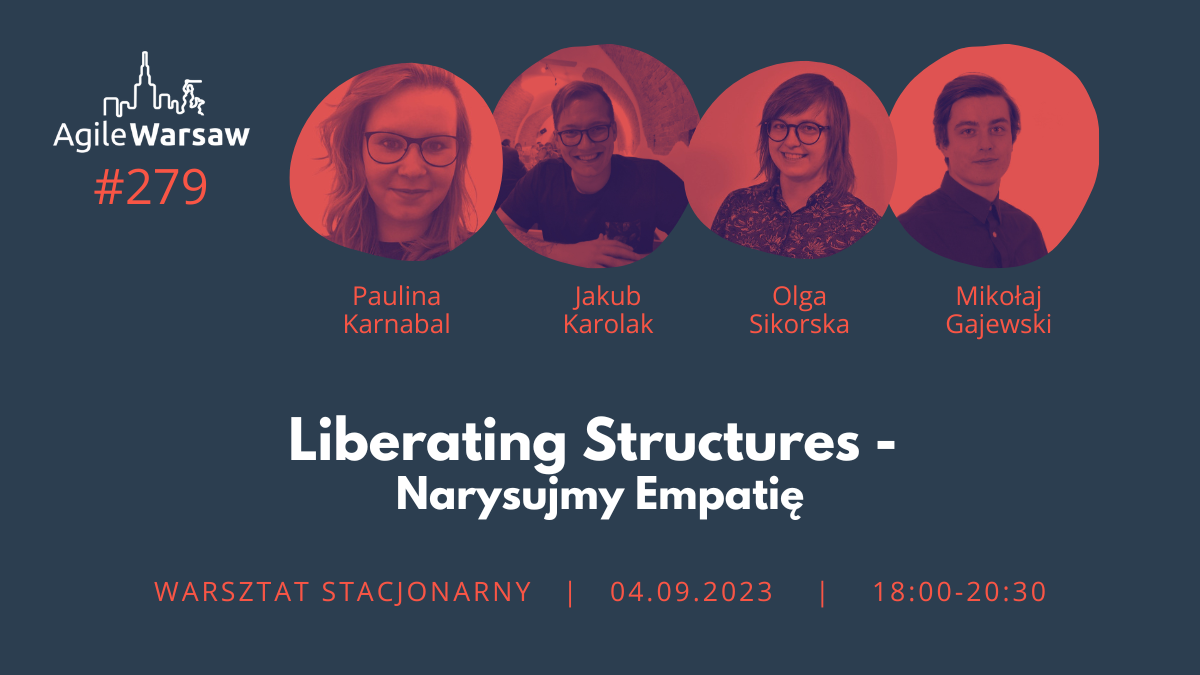 AgileWarsaw
#279
Paulina
Karnabal
Jakub
Karolak
Olga
Sikorska
Mikołaj
Gajewski
Liberating Structures -
Narysujmy Empatię
WARSZTAT STACJONARNY | 04.09.2023 | 18:00-20:30